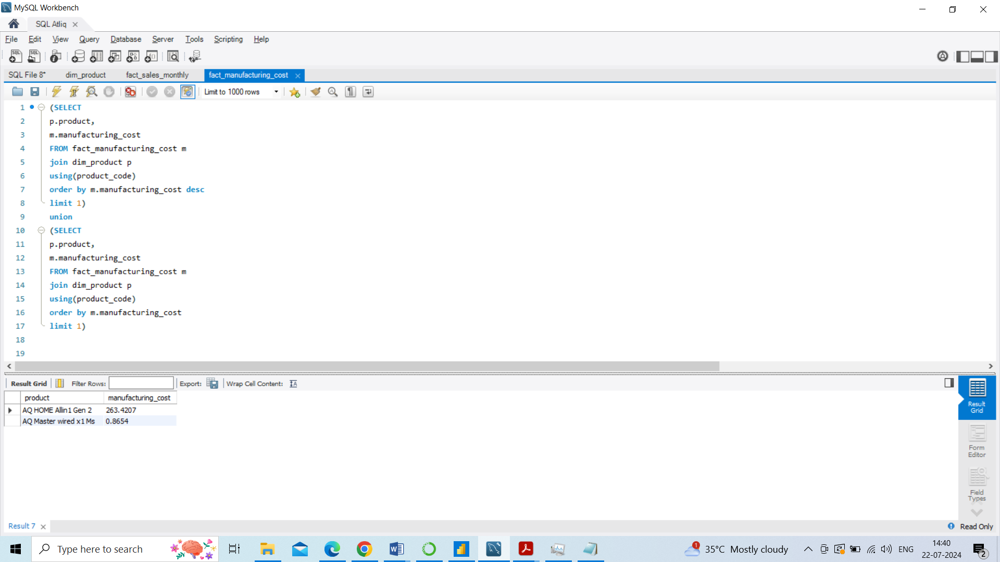 MySQL Workbench
SQL Atliq
File Edit View Query Database Server Tools Scripting Help
SQL File 8* dim_product fact_sales_monthly fact_manufacturing_cost
Limit to 1000 rows
1 (SELECT
2 p.product,
3 m.manufacturing_cost
4 FROM fact_manufacturing_cost m
5 join dim_product p
6 using(product_code)
7 order by m.manufacturing_cost desc
8 limit 1)
9 union
10 (SELECT
11 p.product,
12 m.manufacturing_cost
13 FROM fact_manufacturing_cost m
14 join dim_product p
15 using(product_code)
16 order by m.manufacturing_cost
17 limit 1)
18
19
Result Grid Filter Rows: Export: Wrap Cell Content: IA
product manufacturing_cost
AQ HOME Allin1 Gen 2 263.4207
AQ Master wired x1 Ms 0.8654
Result
Grid
Form
Editor
Field
Types
Result 7 Read Only
Type here to search 1 35°C Mostly cloudy ENG 14:40
22-07-2024 2